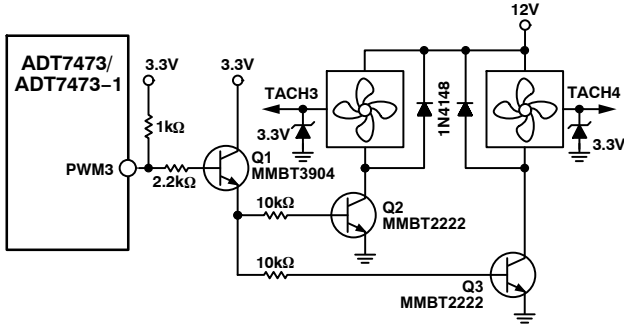 12V
ADT7473/
ADT7473–1
3.3V
3.3V
TACH3
TACH4
1N4148
1kΩ
3.3V
3.3V
Q1
MMBT3904
PWM3
2.2kΩ
10kΩ
Q2
MMBT2222
10kΩ
Q3
MMBT2222